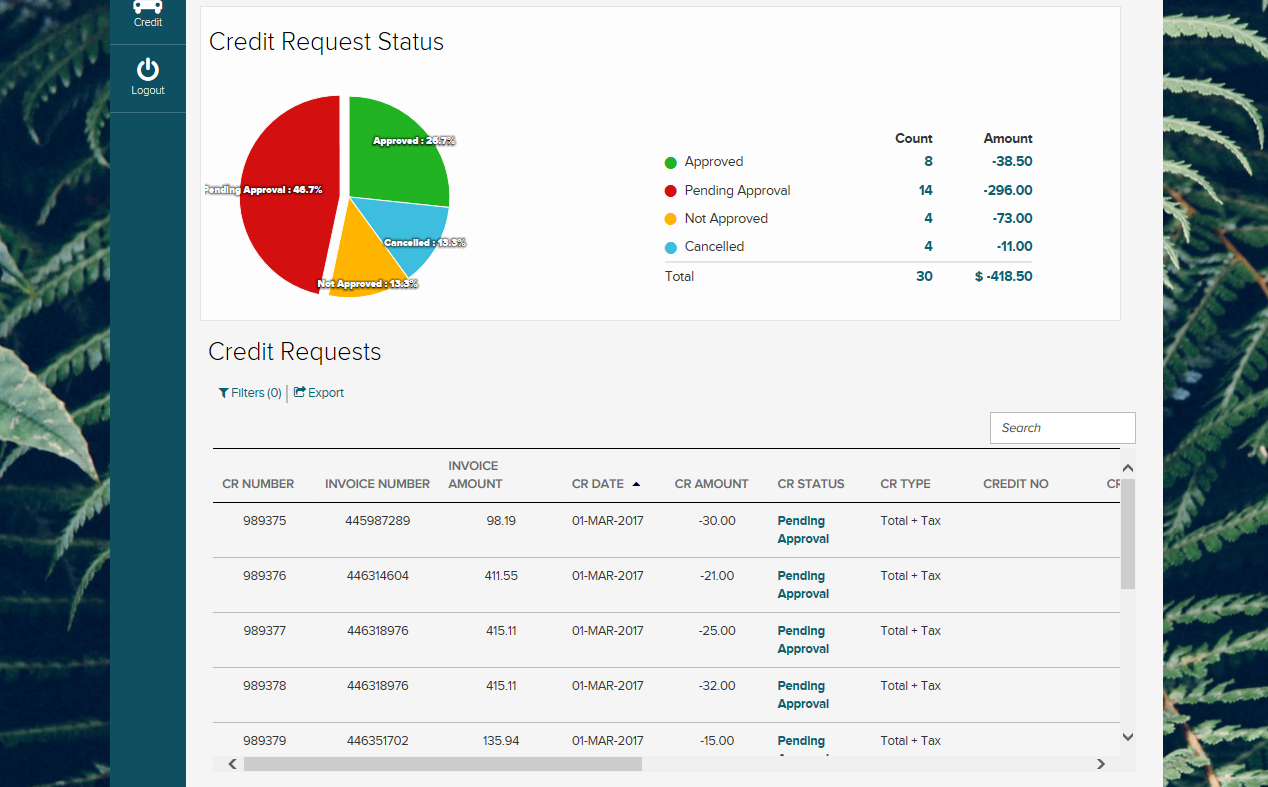 Credit
Logout
Credit Request Status
Approved : 26.7%
Pending Approval : 46.7%
Cancelled : 13.3%
Not Approved : 13.3%
Count Amount
Approved 8 -38.50
Pending Approval 14 -296.00
Not Approved 4 -73.00
Cancelled 4 -11.00
Total 30 $ -418.50
Credit Requests
Filters (0) | Export
Search
CR NUMBER INVOICE NUMBER INVOICE AMOUNT CR DATE CR AMOUNT CR STATUS CR TYPE CREDIT NO CR
989375 445987289 98.19 01-MAR-2017 -30.00 Pending Approval Total + Tax
989376 446314604 411.55 01-MAR-2017 -21.00 Pending Approval Total + Tax
989377 446318976 415.11 01-MAR-2017 -25.00 Pending Approval Total + Tax
989378 446318976 415.11 01-MAR-2017 -32.00 Pending Approval Total + Tax
989379 446351702 135.94 01-MAR-2017 -15.00 Pending Total + Tax